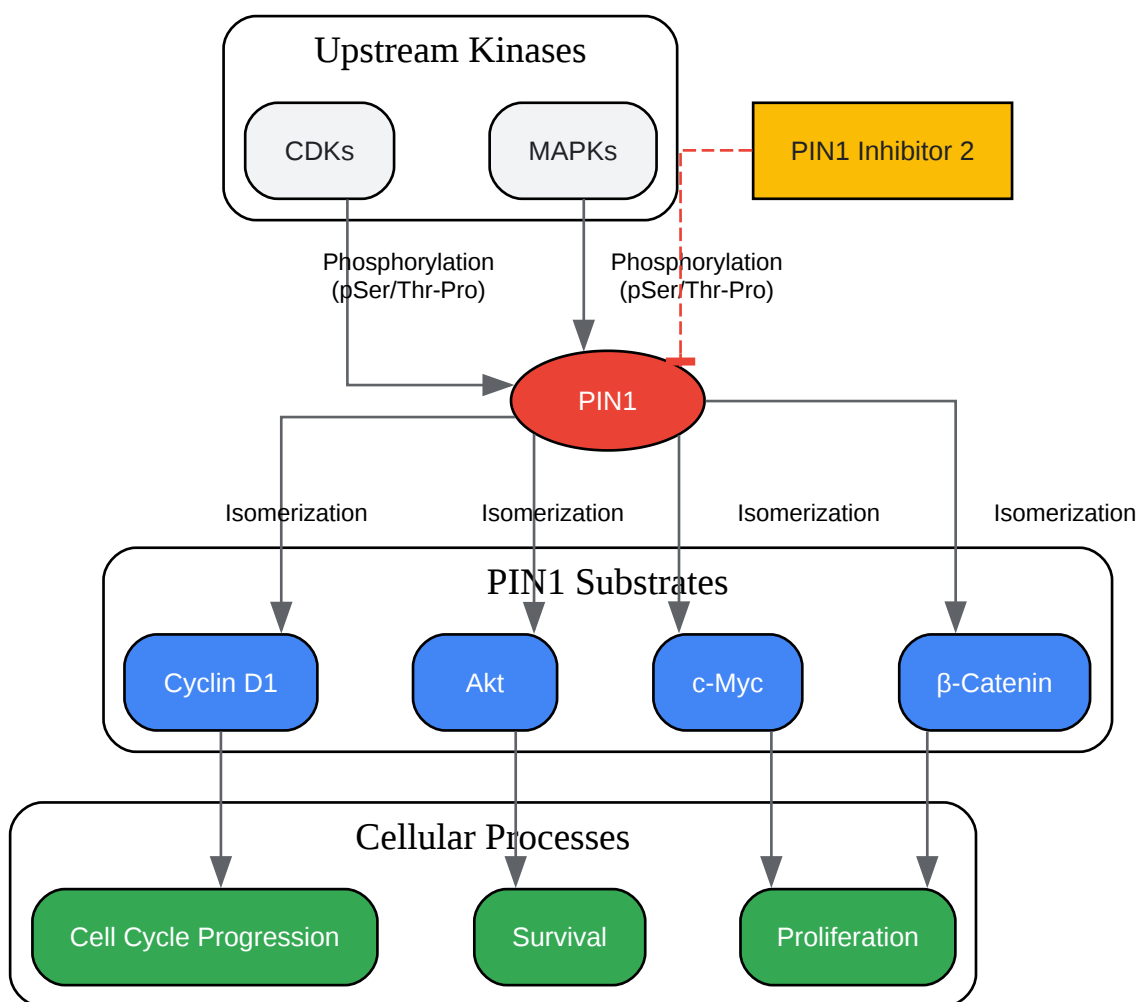 Upstream Kinases
CDKs
MAPKs
PIN1 Inhibitor 2
Phosphorylation
(pSer/Thr-Pro)
Phosphorylation
(pSer/Thr-Pro)
PIN1
Isomerization
Isomerization
Isomerization
Isomerization
PIN1 Substrates
Cyclin D1
Akt
c-Myc
β-Catenin
Cellular Processes
Cell Cycle Progression
Survival
Proliferation